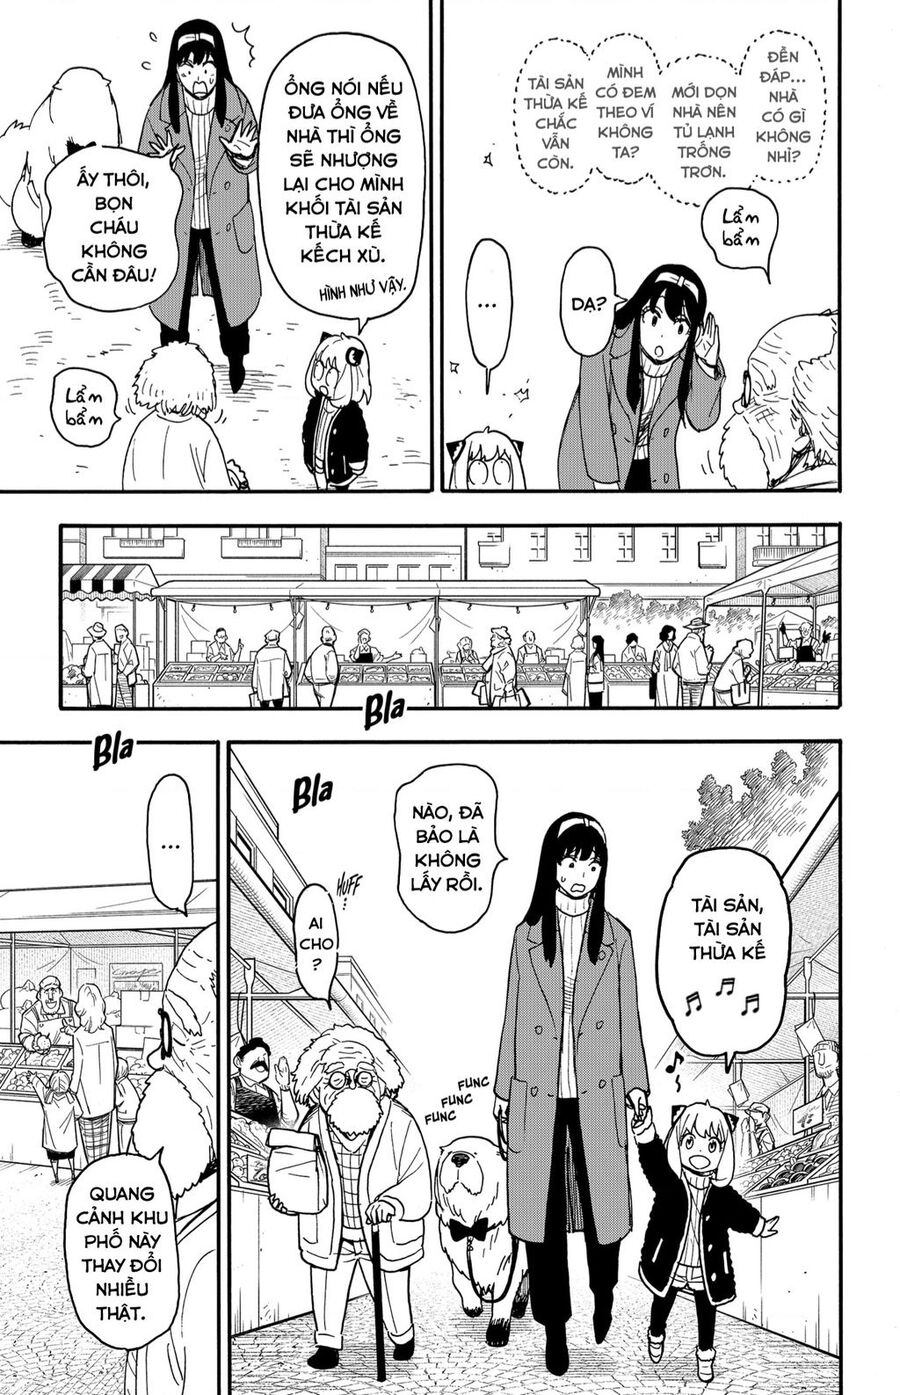 ĐỀN
ĐÁP...
NHÀ
CÓ GÌ
KHÔNG
NHỈ?
MỚI DỌN
NHÀ NÊN
TỦ LẠNH
TRỐNG
TRƠN.
MÌNH
CÓ ĐEM
THEO VÍ
KHÔNG
TA?
TÀI SẢN
THỪA KẾ
CHẮC
VẪN
CÒN.
Lẩm
bẩm
DẠ?
...
ỔNG NÓI NẾU
ĐƯA ỔNG VỀ
NHÀ THÌ ỔNG
SẼ NHƯỢNG
LẠI CHO MÌNH
KHỐI TÀI SẢN
THỪA KẾ
KẾCH XÙ.
HÌNH NHƯ VẬY.
ẤY THÔI,
BỌN
CHÁU
KHÔNG
CẦN ĐÂU!
Lẩm
bẩm
Bla
Bla
Bla
TÀI SẢN,
TÀI SẢN
THỪA KẾ
NÀO, ĐÃ
BẢO LÀ
KHÔNG
LẤY RỒI.
HUFF
AI
CHO
?
FUNC
FUNC
FUNC
...
QUANG
CẢNH KHU
PHỐ NÀY
THAY ĐỔI
NHIỀU
THẬT.